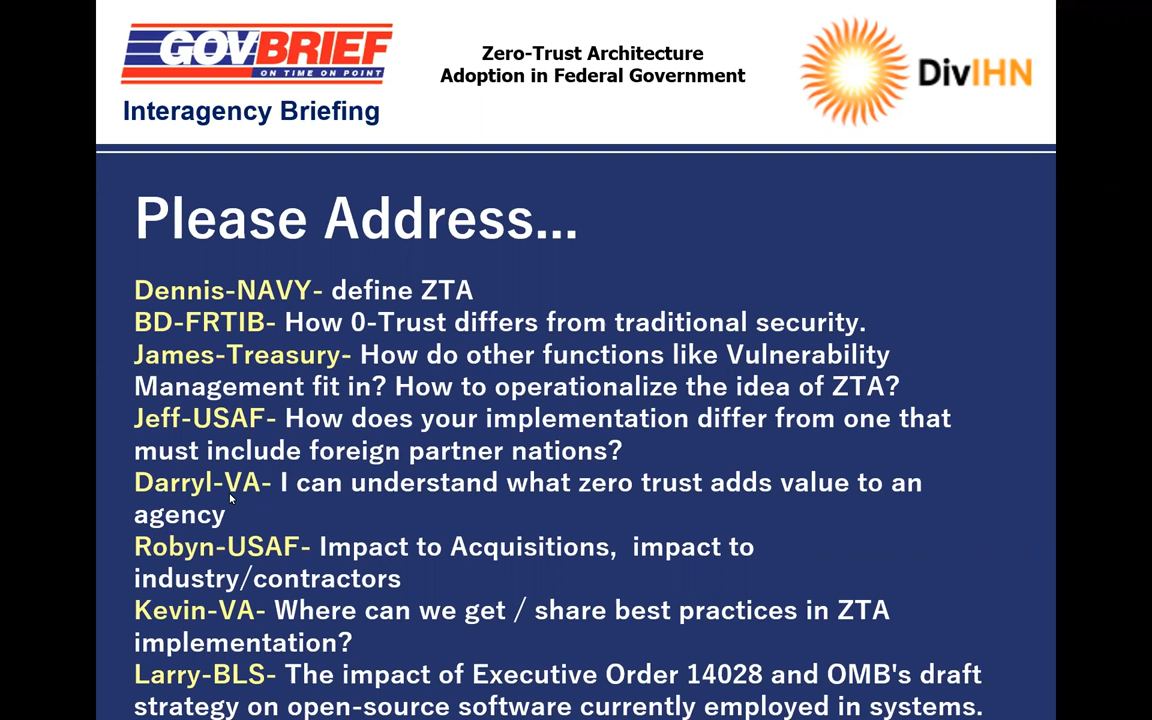 GOVBRIEF
ON TIME ON POINT
Interagency Briefing
Zero-Trust Architecture
Adoption in Federal Government
DivIHN
Please Address...
Dennis-NAVY- define ZTA
BD-FRTIB- How 0-Trust differs from traditional security.
James-Treasury- How do other functions like Vulnerability
Management fit in? How to operationalize the idea of ZTA?
Jeff-USAF- How does your implementation differ from one that
must include foreign partner nations?
Darryl-VA- I can understand what zero trust adds value to an
agency
Robyn-USAF- Impact to Acquisitions,  impact to
industry/contractors
Kevin-VA- Where can we get / share best practices in ZTA
implementation?
Larry-BLS- The impact of Executive Order 14028 and OMB's draft
strategy on open-source software currently employed in systems.